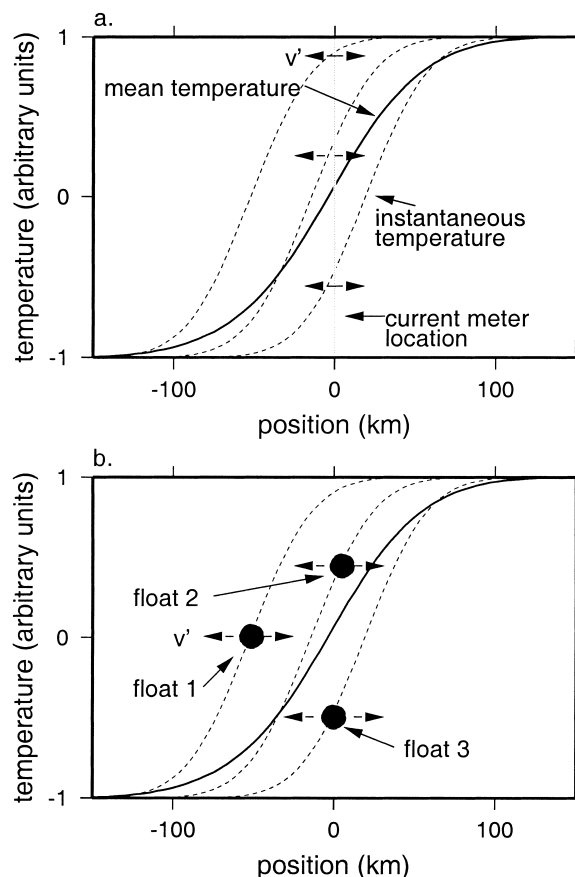 a.
temperature (arbitrary units)
1
0
-1
v'
mean temperature
instantaneous
temperature
current meter
location
-100
0
100
position (km)
b.
temperature (arbitrary units)
1
0
-1
float 2
v'
float 1
float 3
-100
0
100
position (km)